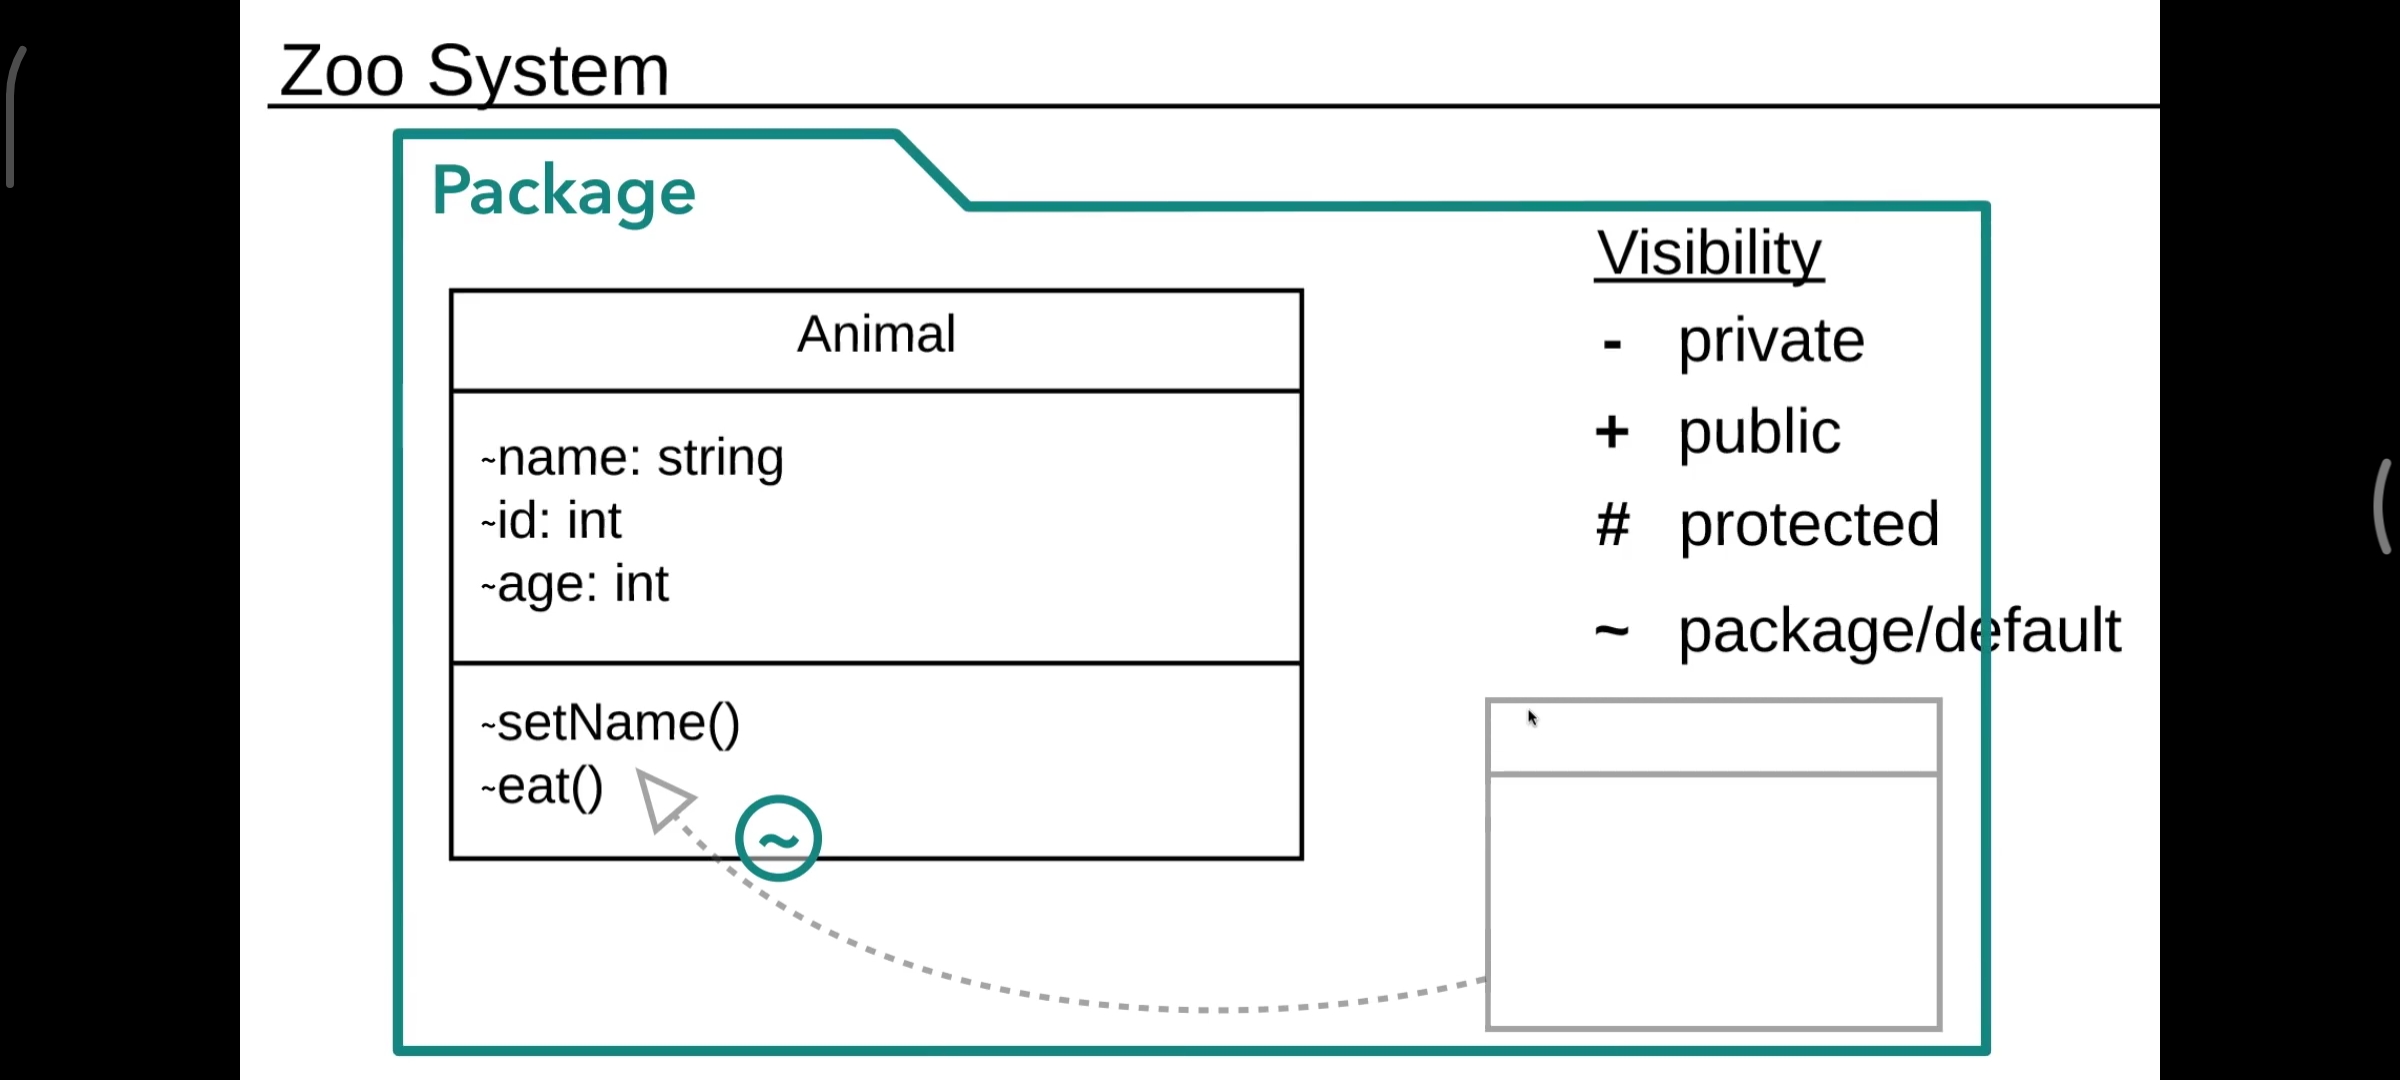 Zoo System
Package
Animal
~name: string
~id: int
~age: int
~setName()
~eat()
~
Visibility
- private
+ public
# protected
~ package/default